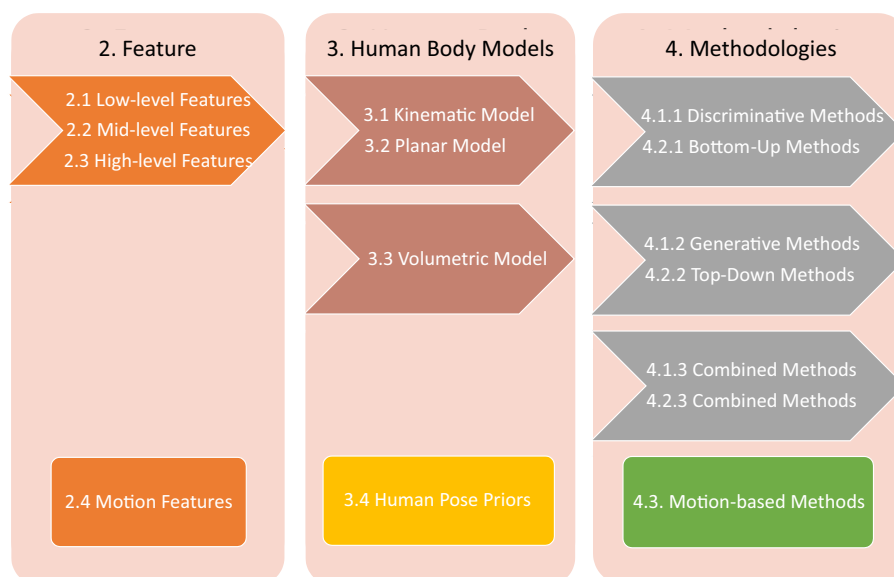 2. Feature
2.1 Low-level Features
2.2 Mid-level Features
2.3 High-level Features
2.4 Motion Features
3. Human Body Models
3.1 Kinematic Model
3.2 Planar Model
3.3 Volumetric Model
3.4 Human Pose Priors
4. Methodologies
4.1.1 Discriminative Methods
4.2.1 Bottom-Up Methods
4.1.2 Generative Methods
4.2.2 Top-Down Methods
4.1.3 Combined Methods
4.2.3 Combined Methods
4.3. Motion-based Methods